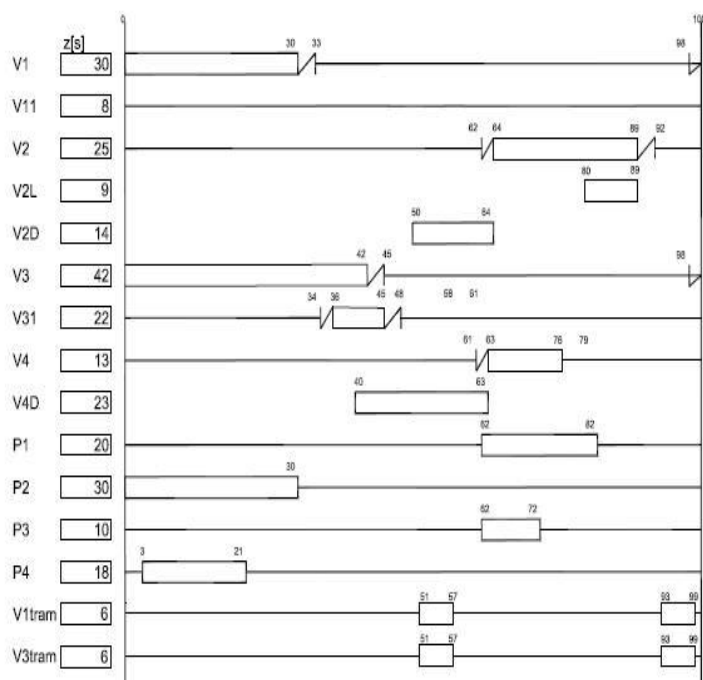 0 10
z[s] 30 33 98
V1 30
V11 8
62 64 89 92
V2 25
80 89
V2L 9
50 64
V2D 14
42 45 98
V3 42
34 36 45 48 58 91
V31 22
61 63 76 79
V4 13
40 63
V4D 23
62 82
P1 20
30
P2 30
62 72
P3 10
3 21
P4 18
51 57 93 99
V1tram 6
51 57 93 99
V3tram 6